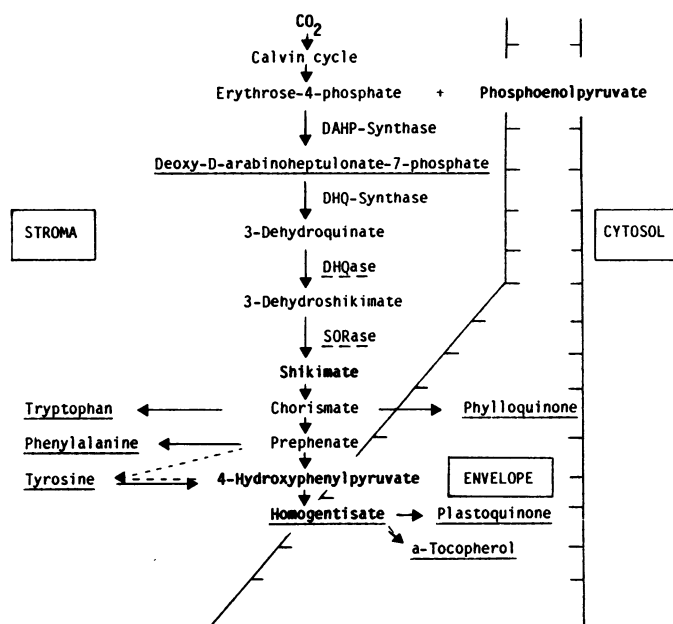 CO2
Calvin cycle
Erythrose-4-phosphate + Phosphoenolpyruvate
DAHP-Synthase
Deoxy-D-arabinoheptulonate-7-phosphate
DHQ-Synthase
STROMA
3-Dehydroquinate
CYTOSOL
DHQase
3-Dehydroshikimate
SORase
Shikimate
Tryptophan Chorismate Phylloquinone
Phenylalanine Prephenate
Tyrosine 4-Hydroxyphenylpyruvate ENVELOPE
Homogentisate Plastoquinone
a-Tocopherol